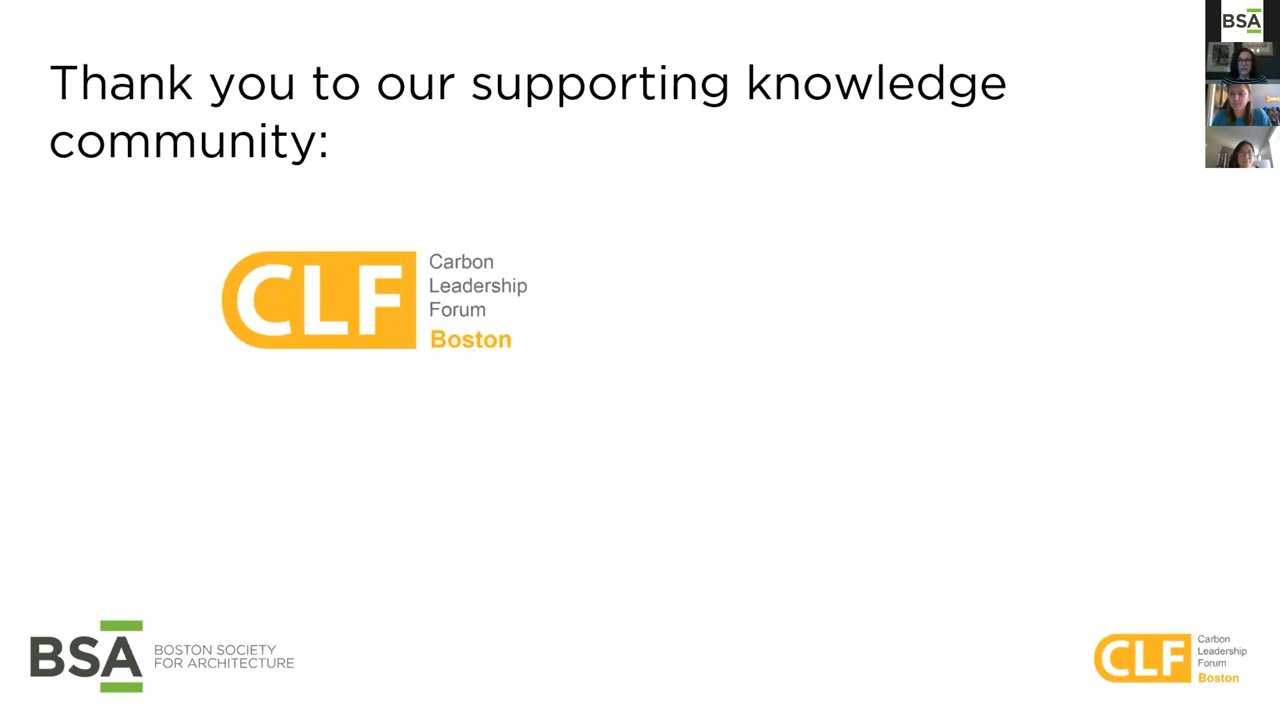 BSA
Thank you to our supporting knowledge
community:
CLF
Carbon
Leadership
Forum
Boston
BSA
BOSTON SOCIETY
FOR ARCHITECTURE
CLF
Carbon
Leadership
Forum
Boston